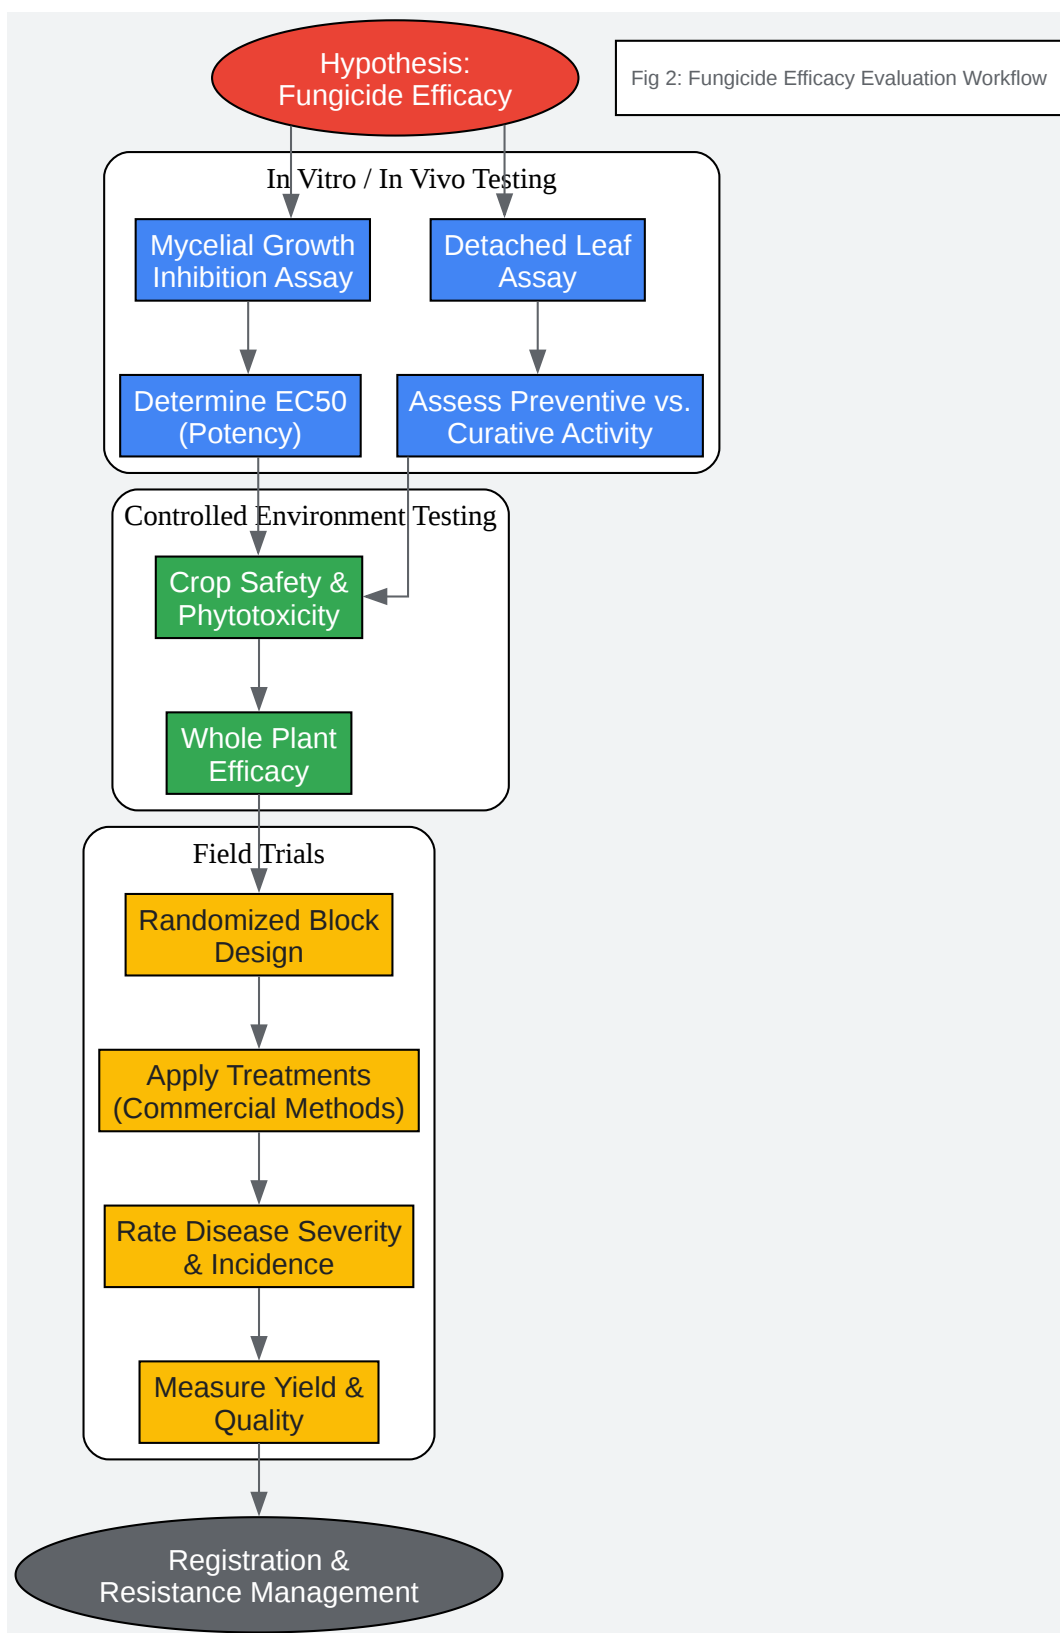 Hypothesis:
Fungicide Efficacy
Fig 2: Fungicide Efficacy Evaluation Workflow
In Vitro / In Vivo Testing
Mycelial Growth
Inhibition Assay
Detached Leaf
Assay
Determine EC50
(Potency)
Assess Preventive vs.
Curative Activity
Controlled Environment Testing
Crop Safety &
Phytotoxicity
Whole Plant
Efficacy
Field Trials
Randomized Block
Design
Apply Treatments
(Commercial Methods)
Rate Disease Severity
& Incidence
Measure Yield &
Quality
Registration &
Resistance Management